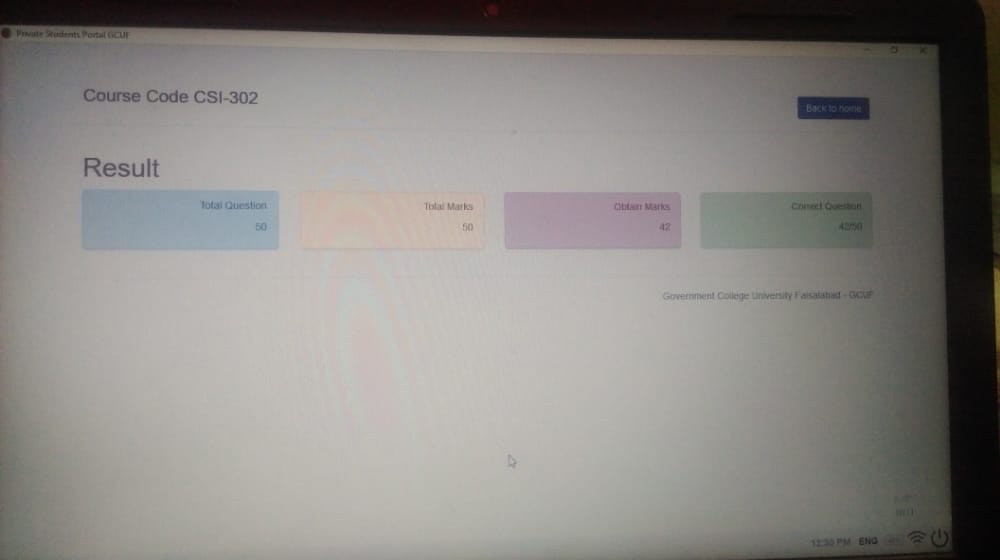 Private Students Portal GCUF
Course Code CSI-302
Back to home
Result
Total Question
50
Total Marks
50
Obtain Marks
42
Correct Question
42/50
Government College University Faisalabad - GCUF
12:30 PM ENG